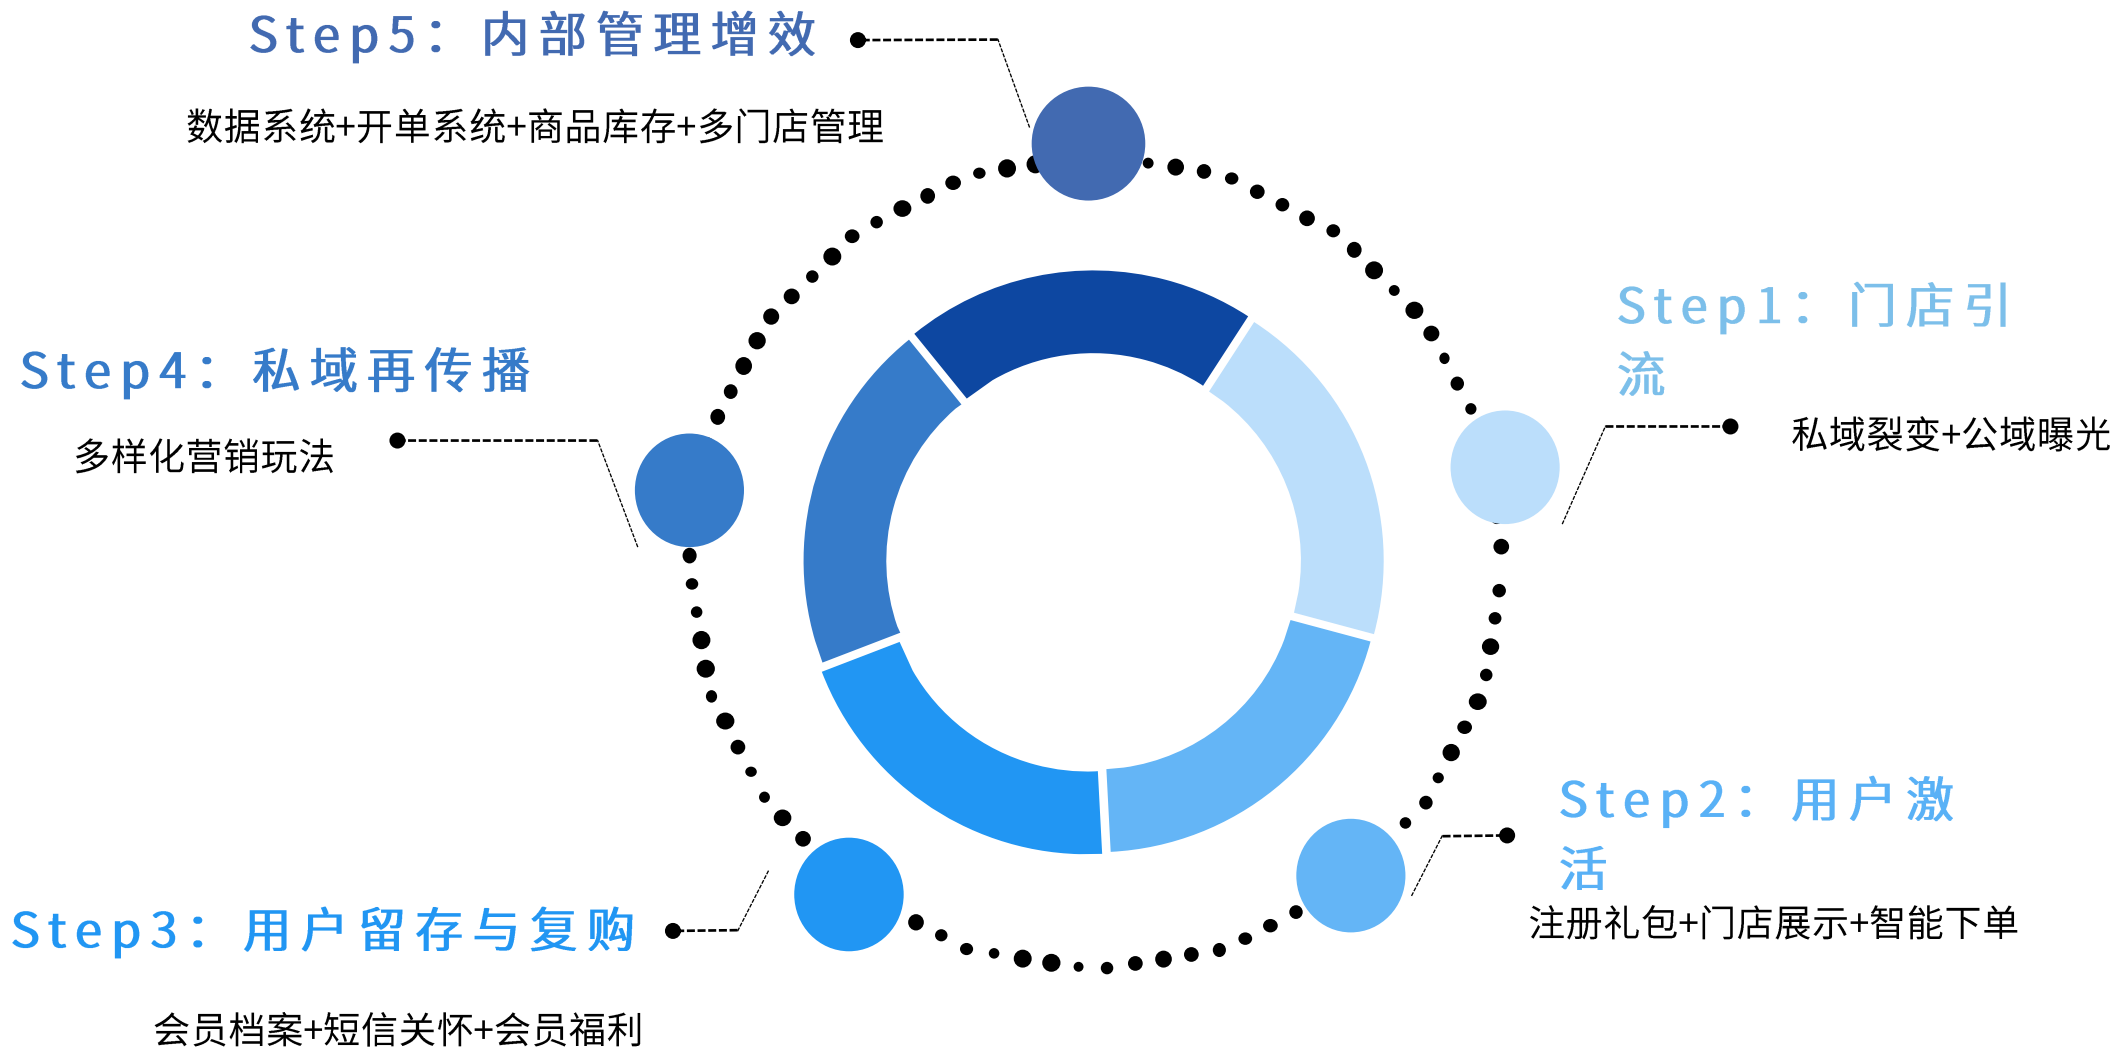 Step5：内部管理增效
数据系统+开单系统+商品库存+多门店管理
Step1：门店引
流
私域裂变+公域曝光
Step4：私域再传播
多样化营销玩法
Step2：用户激
活
注册礼包+门店展示+智能下单
Step3：用户留存与复购
会员档案+短信关怀+会员福利